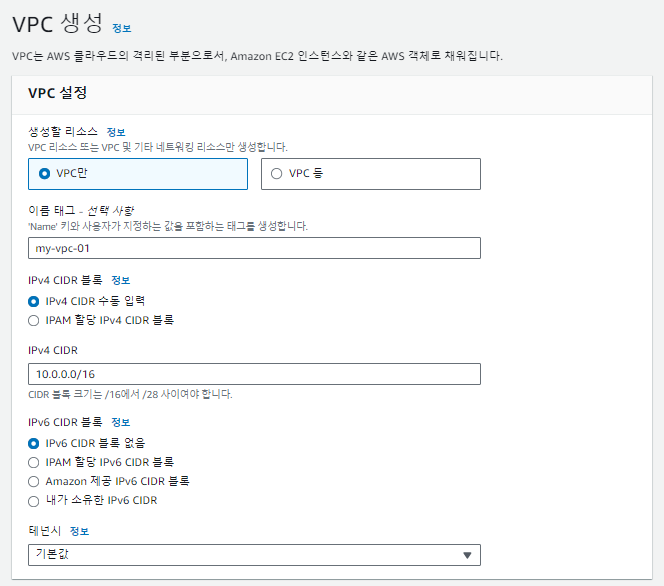 VPC 생성 정보
VPC는 AWS 클라우드의 격리된 부분으로서, Amazon EC2 인스턴스와 같은 AWS 객체로 채워집니다.
VPC 설정
생성할 리소스 정보
VPC 리소스 또는 VPC 및 기타 네트워킹 리소스만 생성합니다.
VPC만 VPC 등
이름 태그 - 선택 사항
'Name' 키와 사용자가 지정하는 값을 포함하는 태그를 생성합니다.
my-vpc-01
IPv4 CIDR 블록 정보
IPv4 CIDR 수동 입력
IPAM 할당 IPv4 CIDR 블록
IPv4 CIDR
10.0.0.0/16
CIDR 블록 크기는 /16에서 /28 사이여야 합니다.
IPv6 CIDR 블록 정보
IPv6 CIDR 블록 없음
IPAM 할당 IPv6 CIDR 블록
Amazon 제공 IPv6 CIDR 블록
내가 소유한 IPv6 CIDR
테넌시 정보
기본값